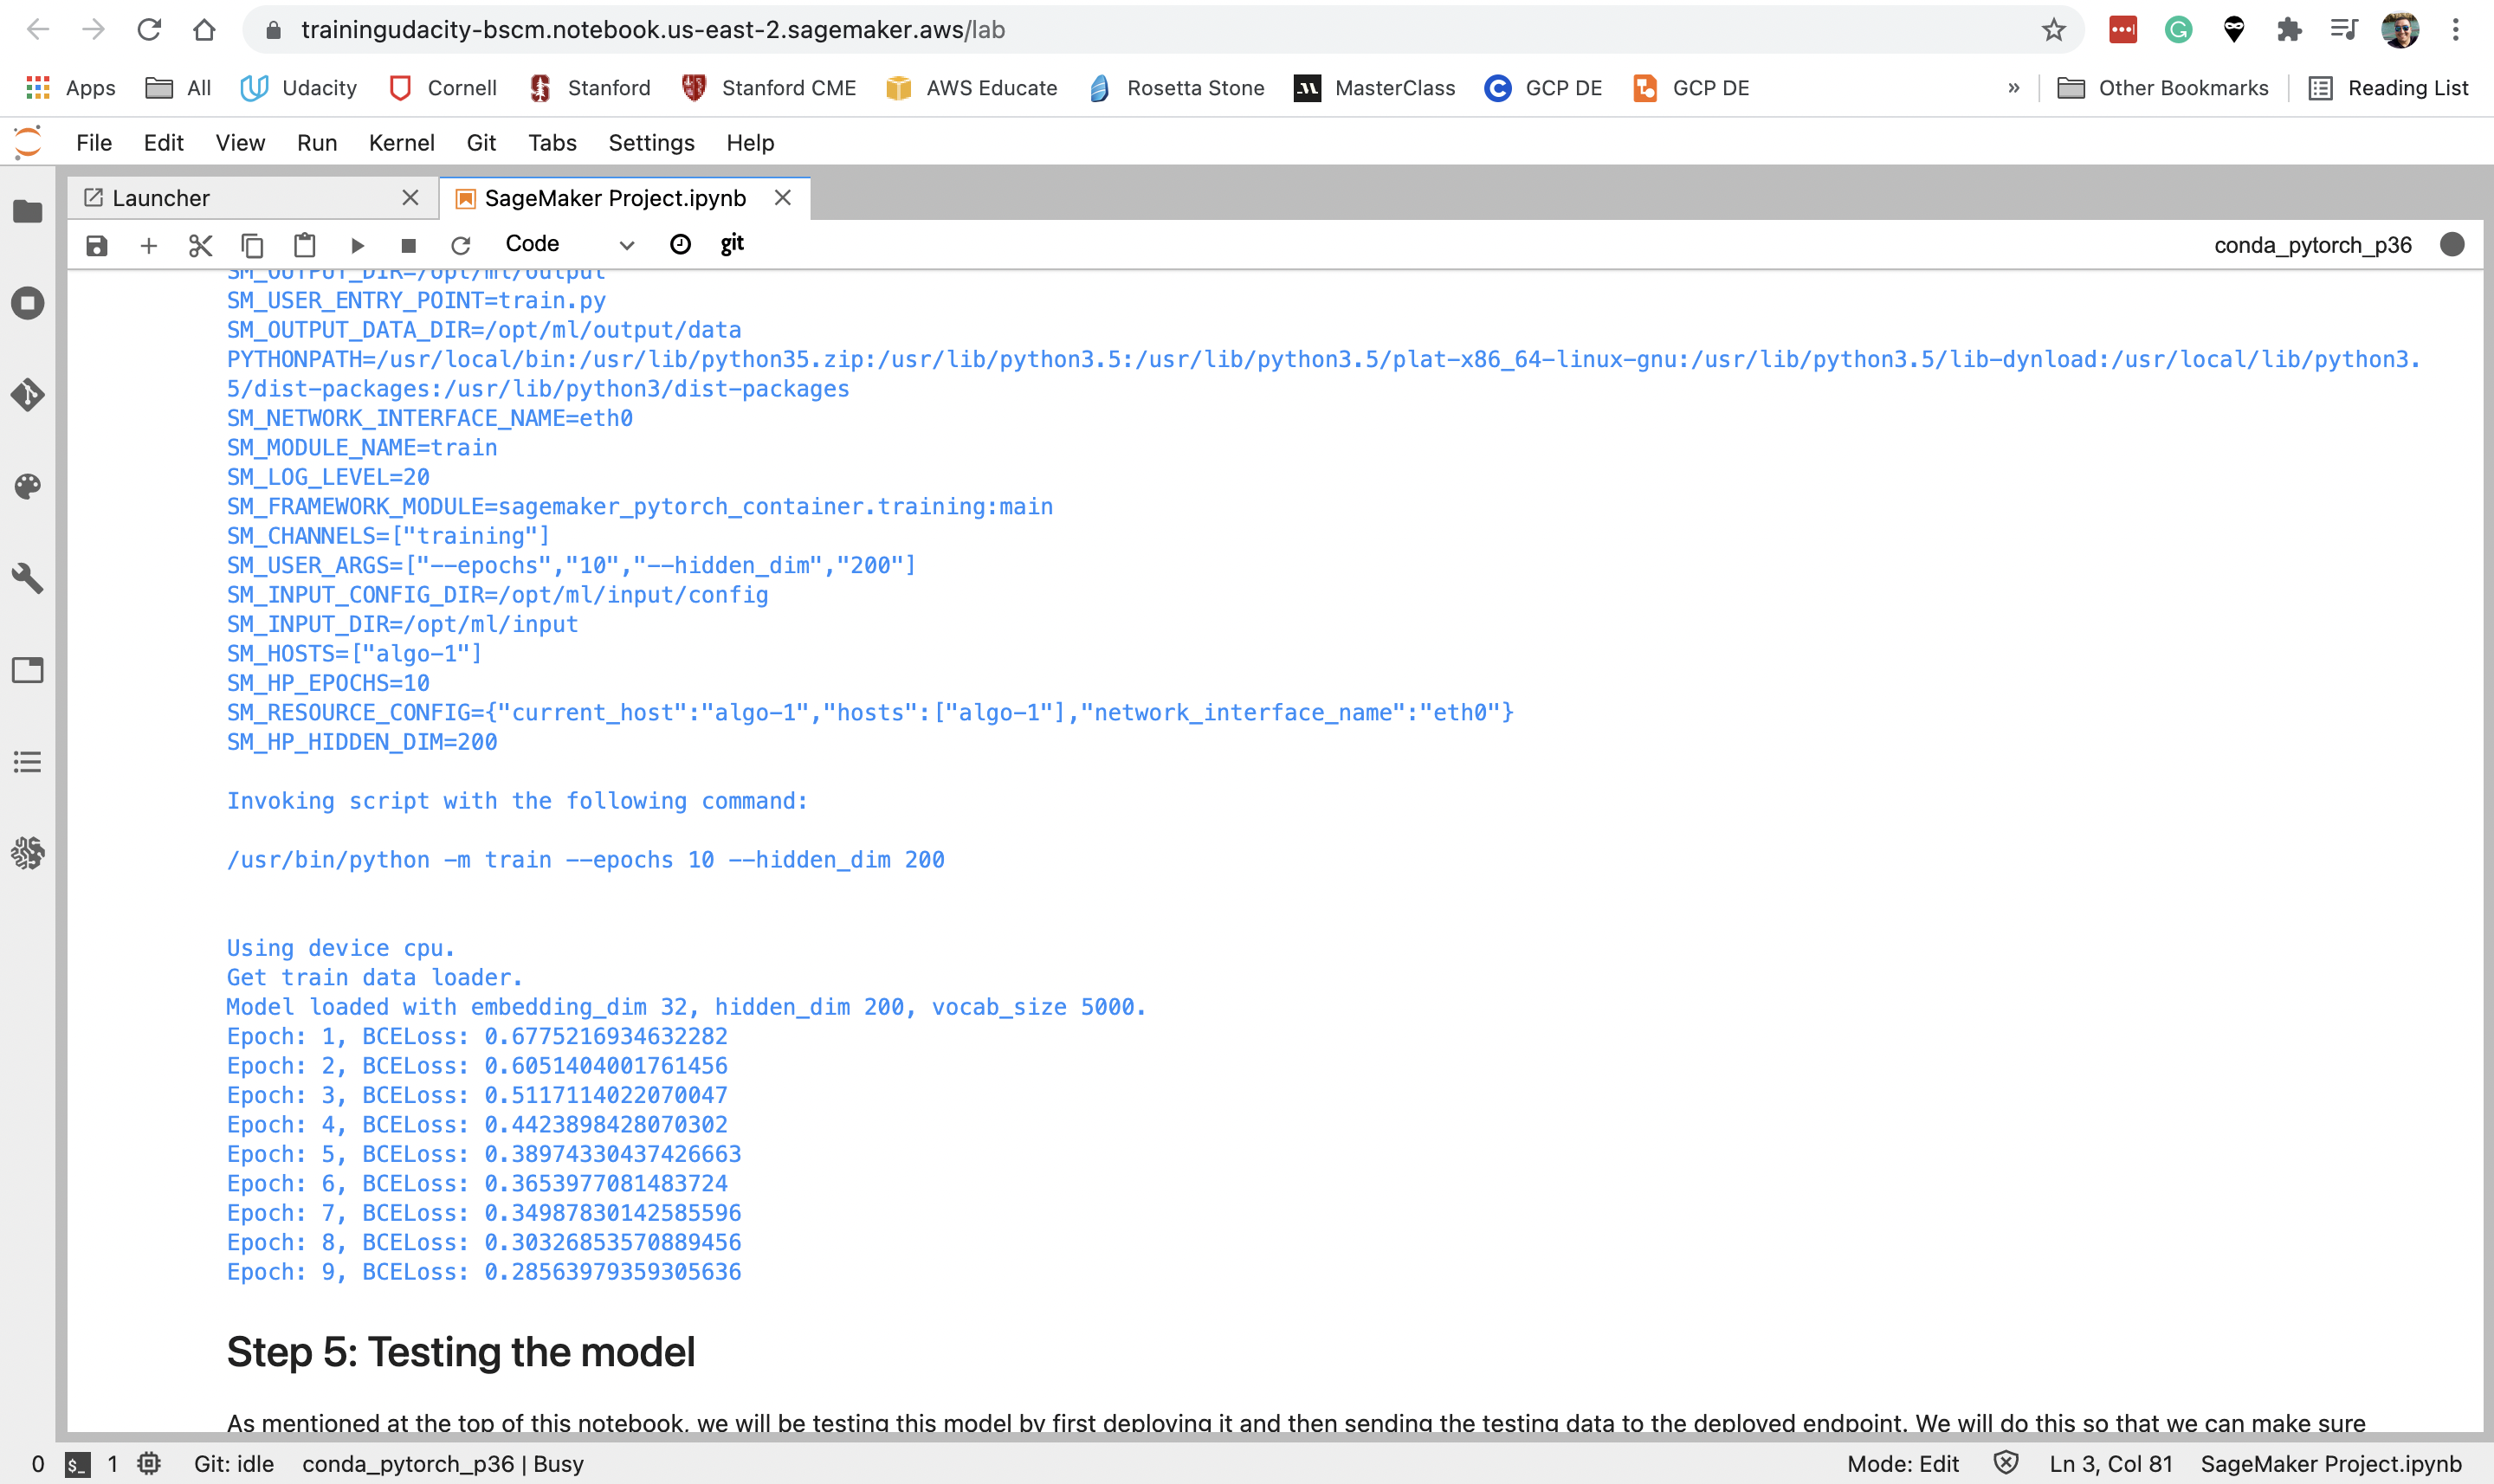 trainingudacity-bscm.notebook.us-east-2.sagemaker.aws/lab
Apps All Udacity Cornell Stanford Stanford CME AWS Educate Rosetta Stone MasterClass GCP DE GCP DE » Other Bookmarks Reading List
File Edit View Run Kernel Git Tabs Settings Help
Launcher SageMaker Project.ipynb
Code git conda_pytorch_p36
SM_OUTPUT_DIR=/opt/ml/output
SM_USER_ENTRY_POINT=train.py
SM_OUTPUT_DATA_DIR=/opt/ml/output/data
PYTHONPATH=/usr/local/bin:/usr/lib/python35.zip:/usr/lib/python3.5:/usr/lib/python3.5/plat-x86_64-linux-gnu:/usr/lib/python3.5/lib-dynload:/usr/local/lib/python3.
5/dist-packages:/usr/lib/python3/dist-packages
SM_NETWORK_INTERFACE_NAME=eth0
SM_MODULE_NAME=train
SM_LOG_LEVEL=20
SM_FRAMEWORK_MODULE=sagemaker_pytorch_container.training:main
SM_CHANNELS=["training"]
SM_USER_ARGS=["--epochs","10","--hidden_dim","200"]
SM_INPUT_CONFIG_DIR=/opt/ml/input/config
SM_INPUT_DIR=/opt/ml/input
SM_HOSTS=["algo-1"]
SM_HP_EPOCHS=10
SM_RESOURCE_CONFIG={"current_host":"algo-1","hosts":["algo-1"],"network_interface_name":"eth0"}
SM_HP_HIDDEN_DIM=200
Invoking script with the following command:
/usr/bin/python -m train --epochs 10 --hidden_dim 200
Using device cpu.
Get train data loader.
Model loaded with embedding_dim 32, hidden_dim 200, vocab_size 5000.
Epoch: 1, BCELoss: 0.6775216934632282
Epoch: 2, BCELoss: 0.6051404001761456
Epoch: 3, BCELoss: 0.5117114022070047
Epoch: 4, BCELoss: 0.4423898428070302
Epoch: 5, BCELoss: 0.38974330437426663
Epoch: 6, BCELoss: 0.3653977081483724
Epoch: 7, BCELoss: 0.34987830142585596
Epoch: 8, BCELoss: 0.30326853570889456
Epoch: 9, BCELoss: 0.28563979359305636
Step 5: Testing the model
As mentioned at the top of this notebook, we will be testing this model by first deploying it and then sending the testing data to the deployed endpoint. We will do this so that we can make sure
0 $_ 1 Git: idle conda_pytorch_p36 | Busy Mode: Edit Ln 3, Col 81 SageMaker Project.ipynb